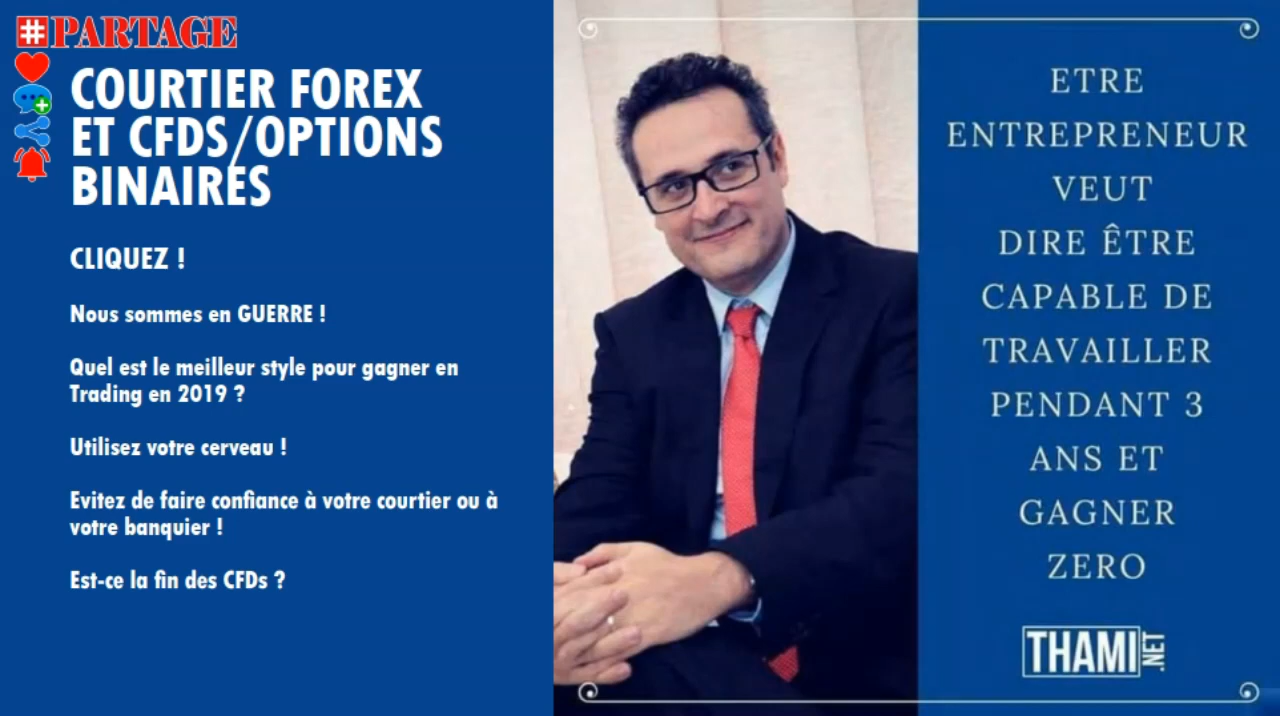 #PARTAGE
COURTIER FOREX
ET CFDS/OPTIONS
BINAIRES
CLIQUEZ !
Nous sommes en GUERRE !
Quel est le meilleur style pour gagner en
Trading en 2019 ?
Utilisez votre cerveau !
Evitez de faire confiance à votre courtier ou à
votre banquier !
Est-ce la fin des CFDs ?
ETRE
ENTREPRENEUR
VEUT
DIRE ÊTRE
CAPABLE DE
TRAVAILLER
PENDANT 3
ANS ET
GAGNER
ZERO
THAMI.NET